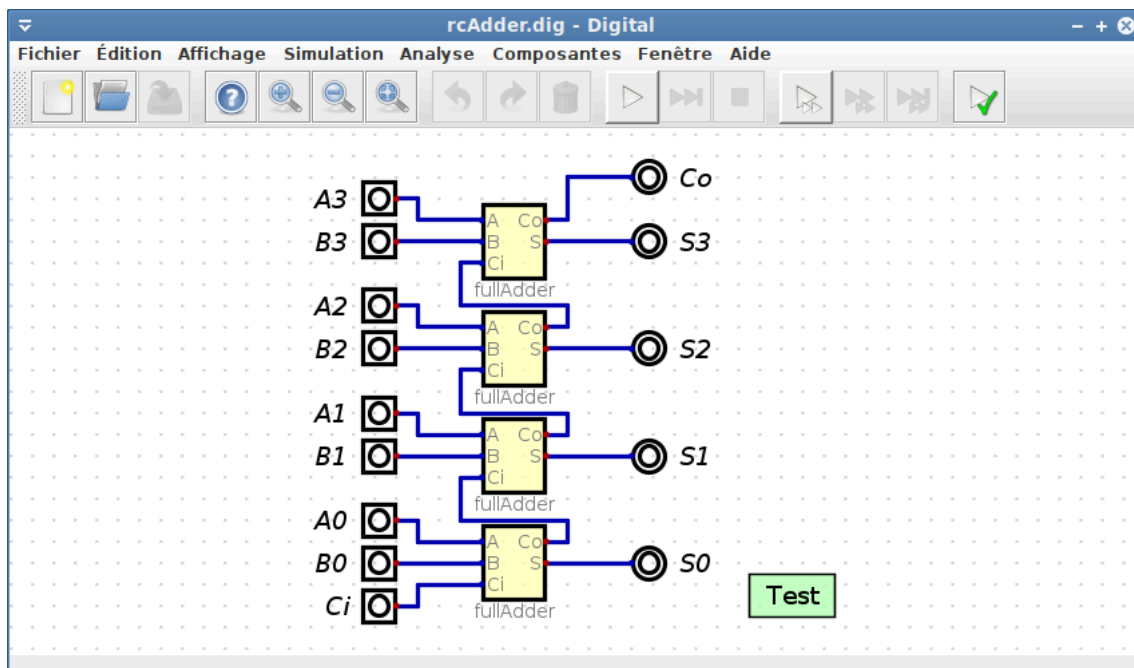 rcAdder.dig - Digital
Fichier Édition Affichage Simulation Analyse Composantes Fenêtre Aide
Co
A3
A Co
B3
B S
S3
Ci
fullAdder
A2
A Co
B2
B S
S2
Ci
fullAdder
A1
A Co
B1
B S
S1
Ci
fullAdder
A0
A Co
B0
B S
S0
Ci
Ci
fullAdder
Test